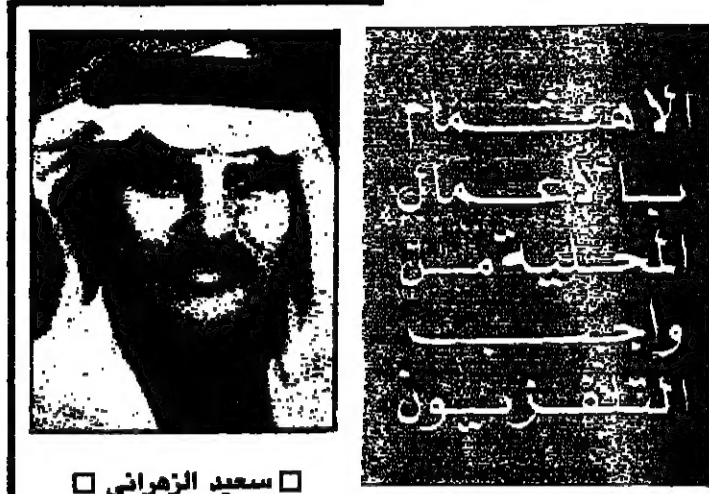 الاهتمام
بالأعمال
المحلية من
واجب
التلفزيون
□ سعيد الزهراني □